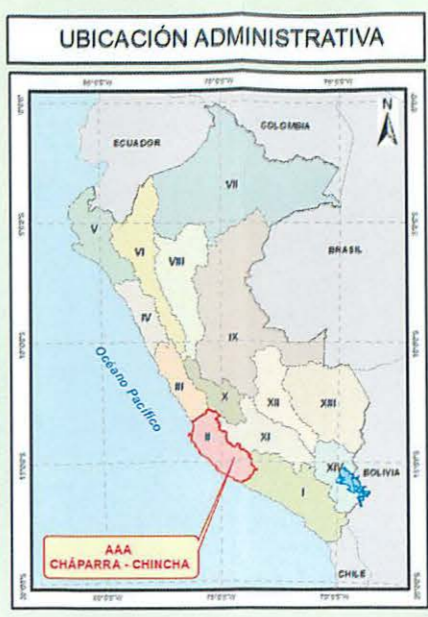 UBICACIÓN ADMINISTRATIVA
N
COLOMBIA
ECUADOR
VII
V
VI
VIII
BRASIL
IV
IX
Océano Pacífico
III
X
XII
XIII
II
XI
XIV
BOLIVIA
I
AAA
CHÁPARRA - CHINCHA
CHILE